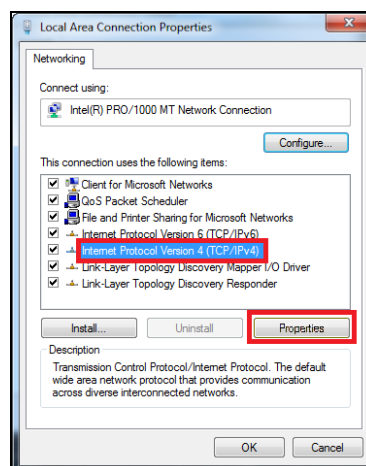 Local Area Connection Properties
Networking
Connect using:
Intel(R) PRO/1000 MT Network Connection
Configure...
This connection uses the following items:
Client for Microsoft Networks
QoS Packet Scheduler
File and Printer Sharing for Microsoft Networks
Internet Protocol Version 6 (TCP/IPv6)
Internet Protocol Version 4 (TCP/IPv4)
Link-Layer Topology Discovery Mapper I/O Driver
Link-Layer Topology Discovery Responder
Install...
Uninstall
Properties
Description
Transmission Control Protocol/Internet Protocol. The default
wide area network protocol that provides communication
across diverse interconnected networks.
OK
Cancel